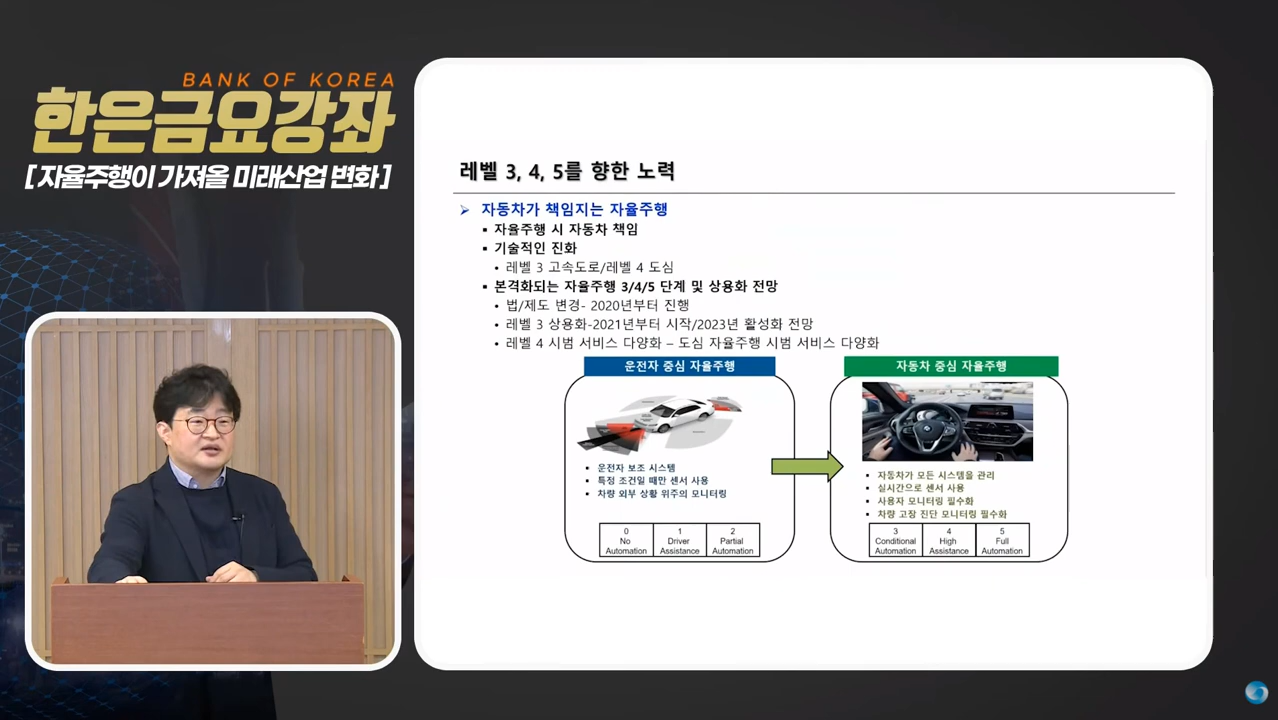 BANK OF KOREA
한은금요강좌
[ 자율주행이 가져올 미래산업 변화 ]
레벨 3, 4, 5를 향한 노력
➢ 자동차가 책임지는 자율주행
▪ 자율주행 시 자동차 책임
▪ 기술적인 진화
• 레벨 3 고속도로/레벨 4 도심
▪ 본격화되는 자율주행 3/4/5 단계 및 상용화 전망
• 법/제도 변경- 2020년부터 진행
• 레벨 3 상용화-2021년부터 시작/2023년 활성화 전망
• 레벨 4 시범 서비스 다양화 – 도심 자율주행 시범 서비스 다양화
운전자 중심 자율주행
▪ 운전자 보조 시스템
▪ 특정 조건일 때만 센서 사용
▪ 차량 외부 상황 위주의 모니터링
0 1 2
No Driver Partial
Automation Assistance Automation
자동차 중심 자율주행
▪ 자동차가 모든 시스템을 관리
▪ 실시간으로 센서 사용
▪ 사용자 모니터링 필수화
▪ 차량 고장 진단 모니터링 필수화
3 4 5
Conditional High Full
Automation Assistance Automation